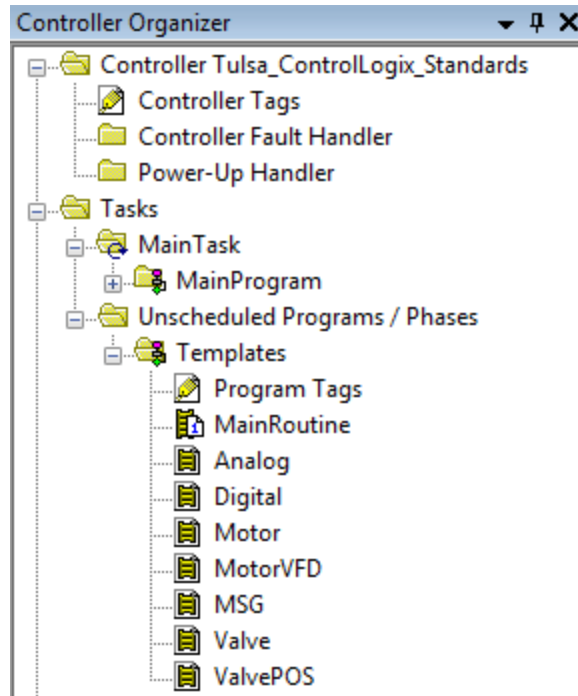 Controller Organizer
Controller Tulsa_ControlLogix_Standards
Controller Tags
Controller Fault Handler
Power-Up Handler
Tasks
MainTask
MainProgram
Unscheduled Programs / Phases
Templates
Program Tags
MainRoutine
Analog
Digital
Motor
MotorVFD
MSG
Valve
ValvePOS